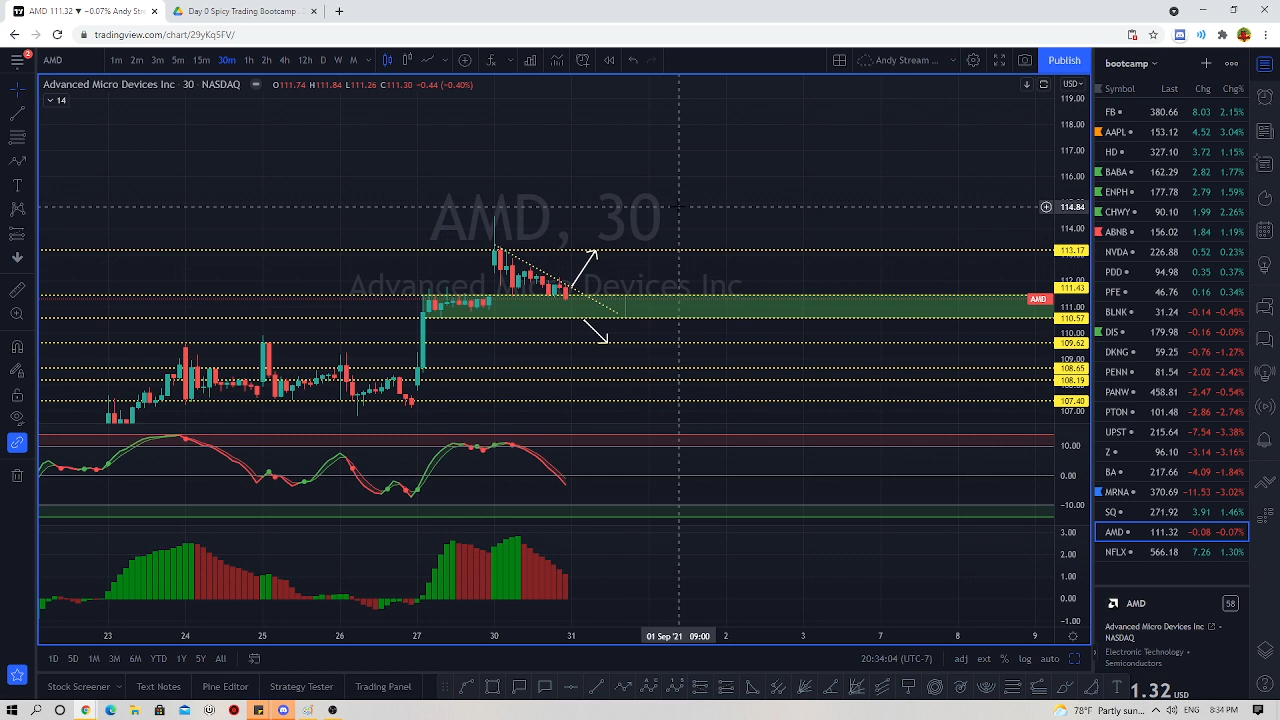 AMD 111.32 ▼ −0.07% Andy Stre
Day 0 Spicy Trading Bootcamp
tradingview.com/chart/29yKq5FV/
AMD 1m 2m 3m 5m 15m 30m 1h 2h 4h 12h D W M Andy Stream ... Publish
Advanced Micro Devices Inc · 30 · NASDAQ O111.74 H111.84 L111.26 C111.30 −0.44 (−0.40%)
14
USD
AMD, 30
Advanced Micro Devices Inc
119.00
118.00
117.00
116.00
114.84
114.00
113.17
112.00
111.43
AMD
111.00
110.57
110.00
109.62
109.00
108.65
108.19
107.40
107.00
10.00
0.00
−10.00
3.00
2.00
1.00
0.00
−1.00
23 24 25 26 27 30 31 01 Sep '21 09:00 2 3 7 8 9
1D 5D 1M 3M 6M YTD 1Y 5Y All 20:34:04 (UTC-7) adj ext % log auto
Stock Screener Text Notes Pine Editor Strategy Tester Trading Panel
bootcamp
Symbol Last Chg Chg%
FB 380.66 8.03 2.15%
AAPL 153.12 4.52 3.04%
HD 327.10 3.72 1.15%
BABA 162.29 2.82 1.77%
ENPH 177.78 2.79 1.59%
CHWY 90.10 1.99 2.26%
ABNB 156.02 1.84 1.19%
NVDA 226.88 0.52 0.23%
PDD 94.98 0.35 0.37%
PFE 46.76 0.16 0.34%
BLNK 31.24 −0.14 −0.45%
DIS 179.98 −0.16 −0.09%
DKNG 59.25 −0.76 −1.27%
PENN 81.54 −2.02 −2.42%
PANW 458.81 −2.47 −0.54%
PTON 101.48 −2.86 −2.74%
UPST 215.64 −7.54 −3.38%
Z 96.10 −3.14 −3.16%
BA 217.66 −4.09 −1.84%
MRNA 370.69 −11.53 −3.02%
SQ 271.92 3.91 1.46%
AMD 111.32 −0.08 −0.07%
NFLX 566.18 7.26 1.30%
AMD 58
Advanced Micro Devices Inc
NASDAQ
Electronic Technology •
Semiconductors
USD
78°F Partly sunny ENG 8:34 PM